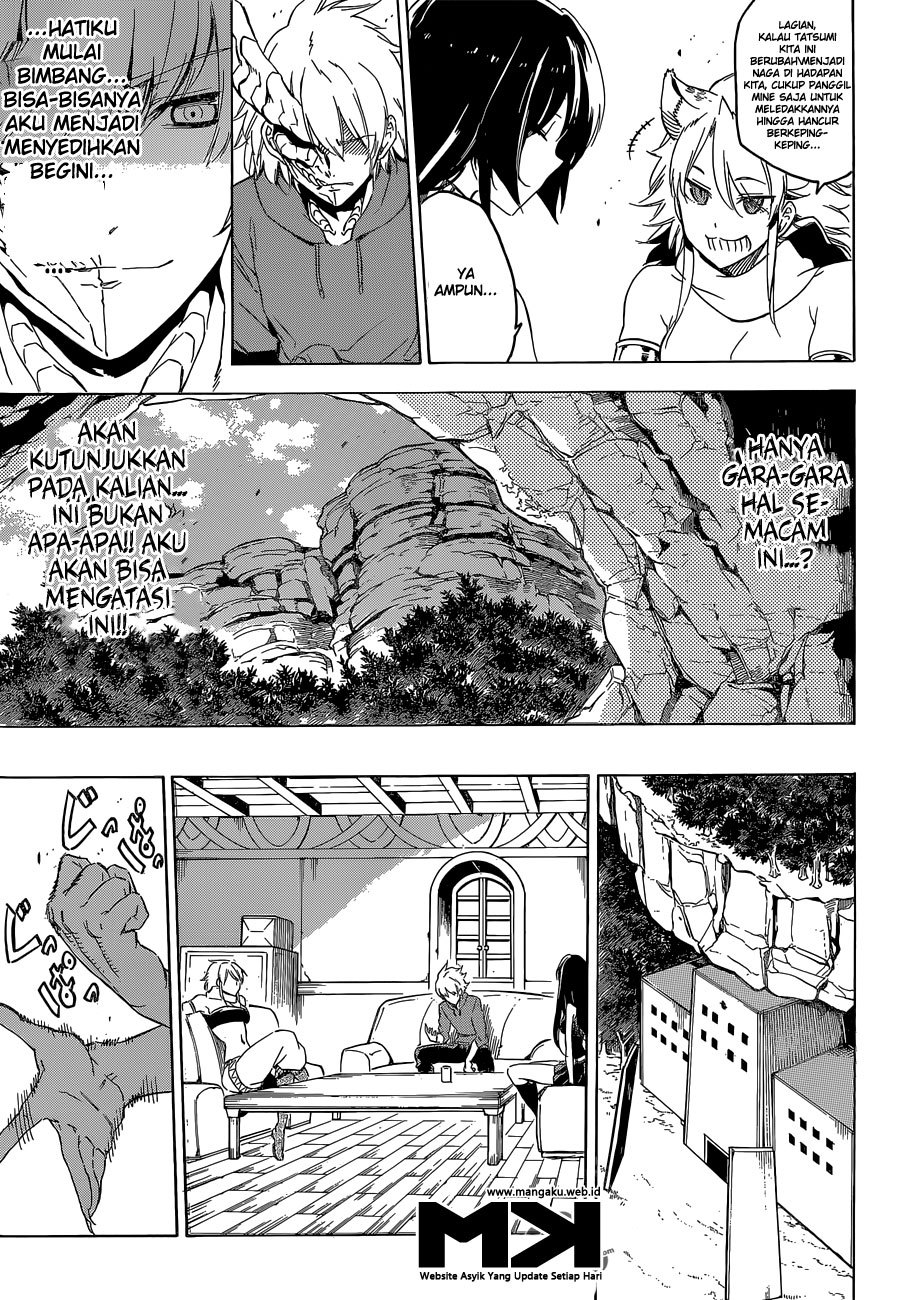 LAGIAN,
KALAU TATSUMI
KITA INI
BERUBAH MENJADI
NAGA DI HADAPAN
KITA, CUKUP PANGGIL
MINE SAJA UNTUK
MELEDAKKANNYA
HINGGA HANCUR
BERKEPING-
KEPING...
YA
AMPUN...
...HATIKU
MULAI
BIMBANG...
BISA-BISANYA
AKU MENJADI
MENYEDIHKAN
BEGINI...
HANYA
GARA-GARA
HAL SE-
MACAM
INI...?
AKAN
KUTUNJUKKAN
PADA KALIAN...
INI BUKAN
APA-APA!! AKU
AKAN BISA
MENGATASI
INI!!
www.mangaku.web.id
MK
Website Asyik Yang Update Setiap Hari